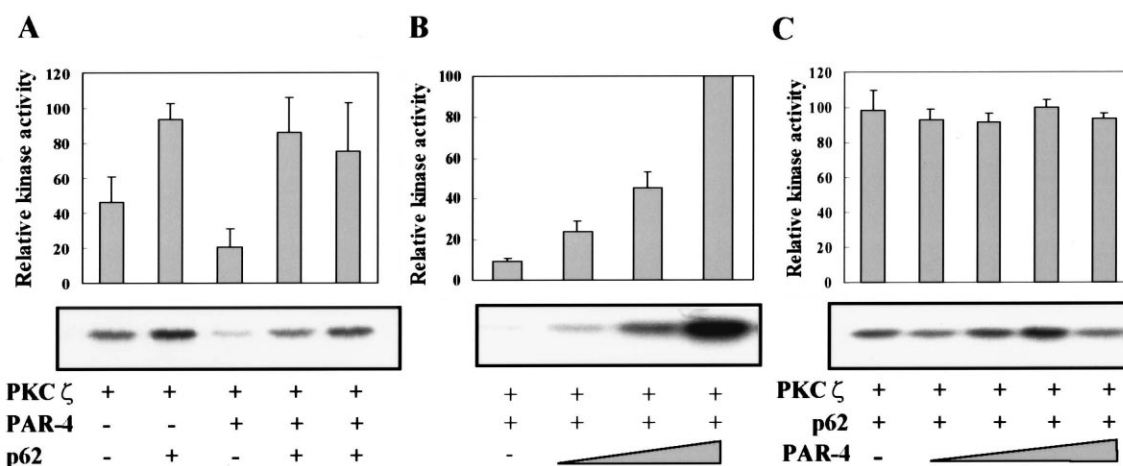 A
Relative kinase activity
120
100
80
60
40
20
0
PKC ζ + + + + +
PAR-4 - - + + +
p62 - + - + +
B
Relative kinase activity
100
80
60
40
20
0
+ + + +
+ + + +
-
C
Relative kinase activity
120
100
80
60
40
20
0
PKC ζ + + + + +
p62 + + + + +
PAR-4 -